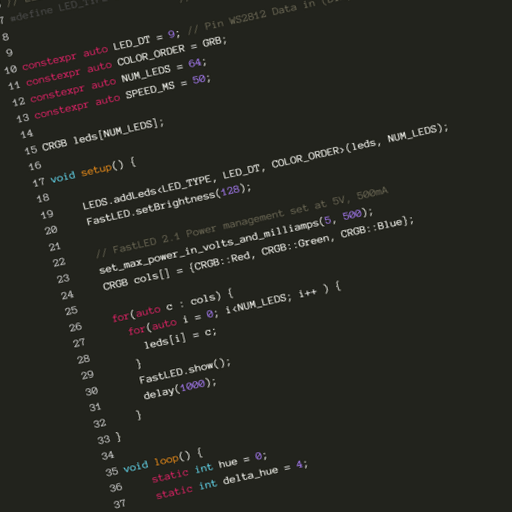 7 #define
8
9
10 constexpr auto LED_DT = 9; // Pin WS2812 Data in
11 constexpr auto COLOR_ORDER = GRB;
12 constexpr auto NUM_LEDS = 64;
13 constexpr auto SPEED_MS = 50;
14
15 CRGB leds[NUM_LEDS];
16
17 void setup() {
18
19 LEDS.addLeds<LED_TYPE, LED_DT, COLOR_ORDER>(leds, NUM_LEDS);
20 FastLED.setBrightness(128);
21
22 // FastLED 2.1 Power management set at 5V, 500mA
23 set_max_power_in_volts_and_milliamps(5, 500);
24 CRGB cols[] = {CRGB::Red, CRGB::Green, CRGB::Blue};
25
26 for(auto c : cols) {
27 for(auto i = 0; i<NUM_LEDS; i++ ) {
28 leds[i] = c;
29 }
30 FastLED.show();
31 delay(1000);
32 }
33 }
34
35 void loop() {
36 static int hue = 0;
37 static int delta_hue = 4;